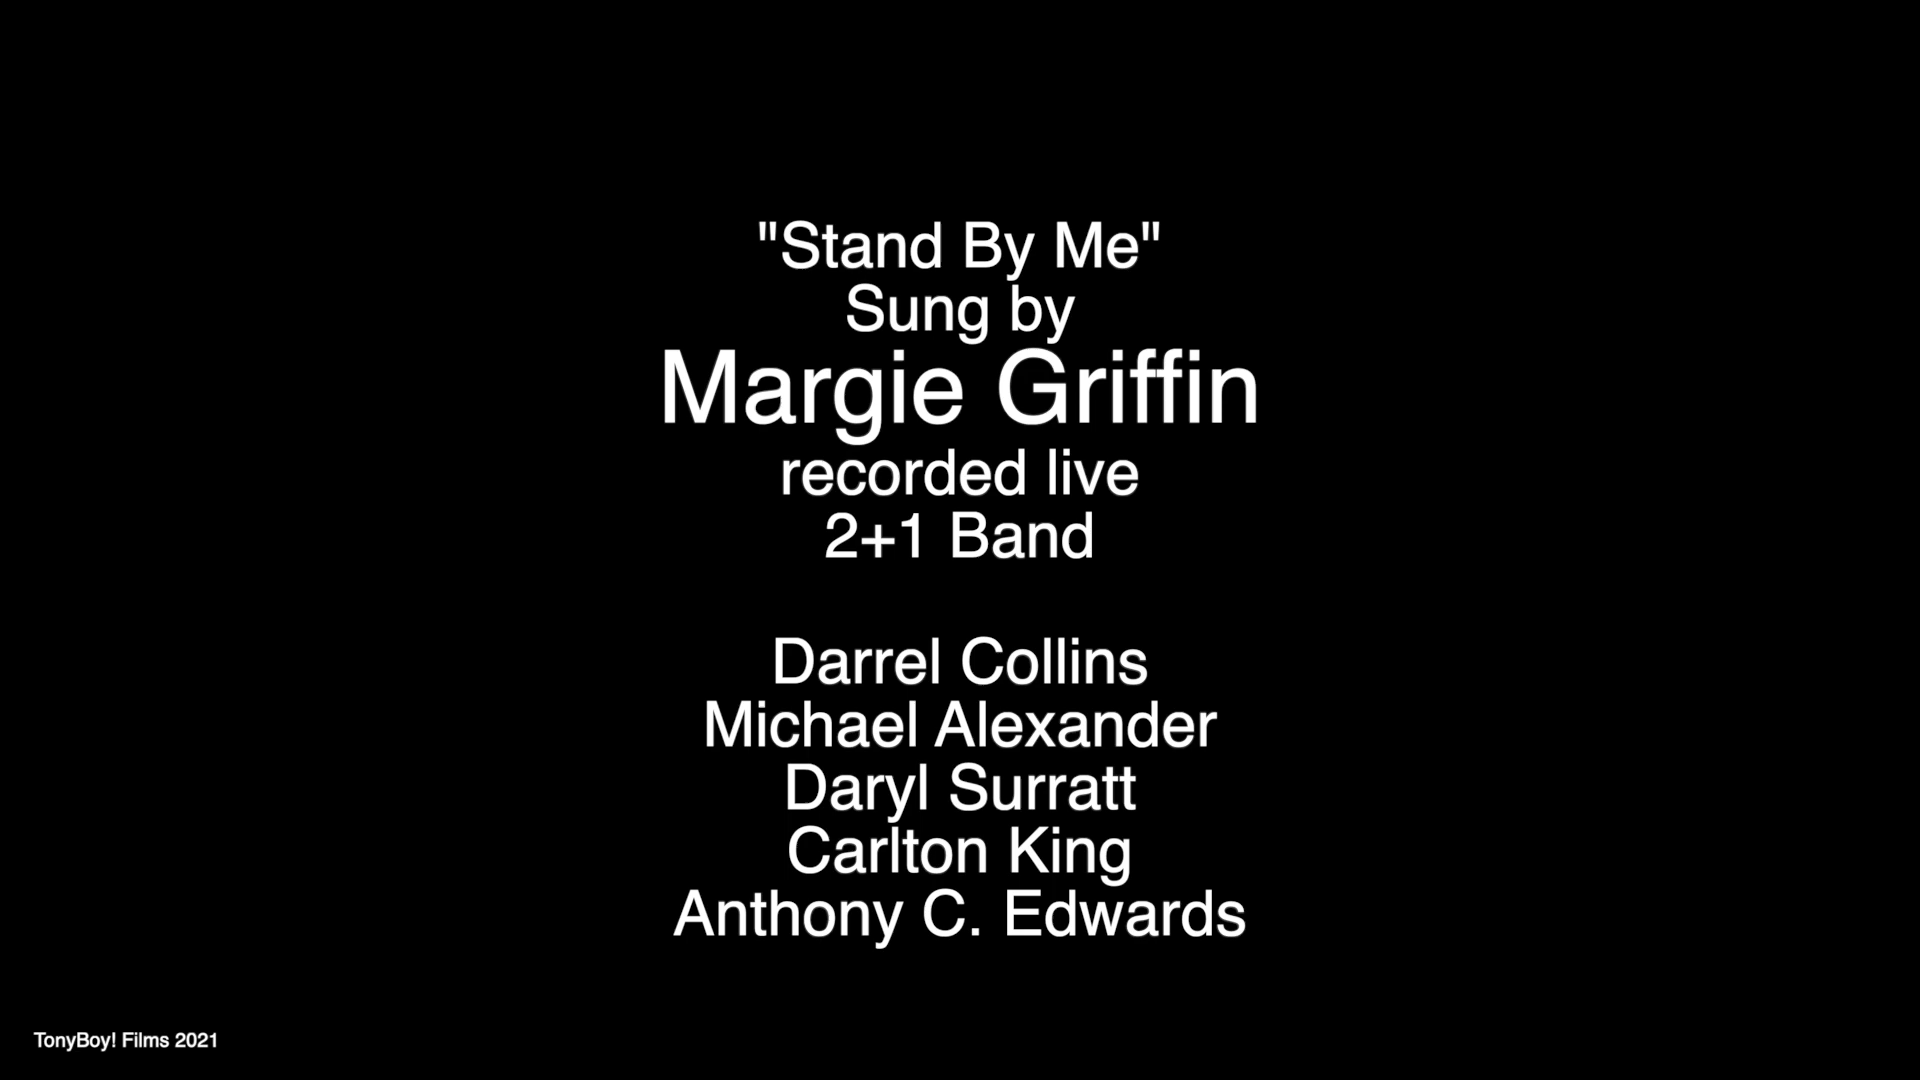 "Stand By Me"
Sung by
Margie Griffin
recorded live
2+1 Band
Darrel Collins
Michael Alexander
Daryl Surratt
Carlton King
Anthony C. Edwards
TonyBoy! Films 2021